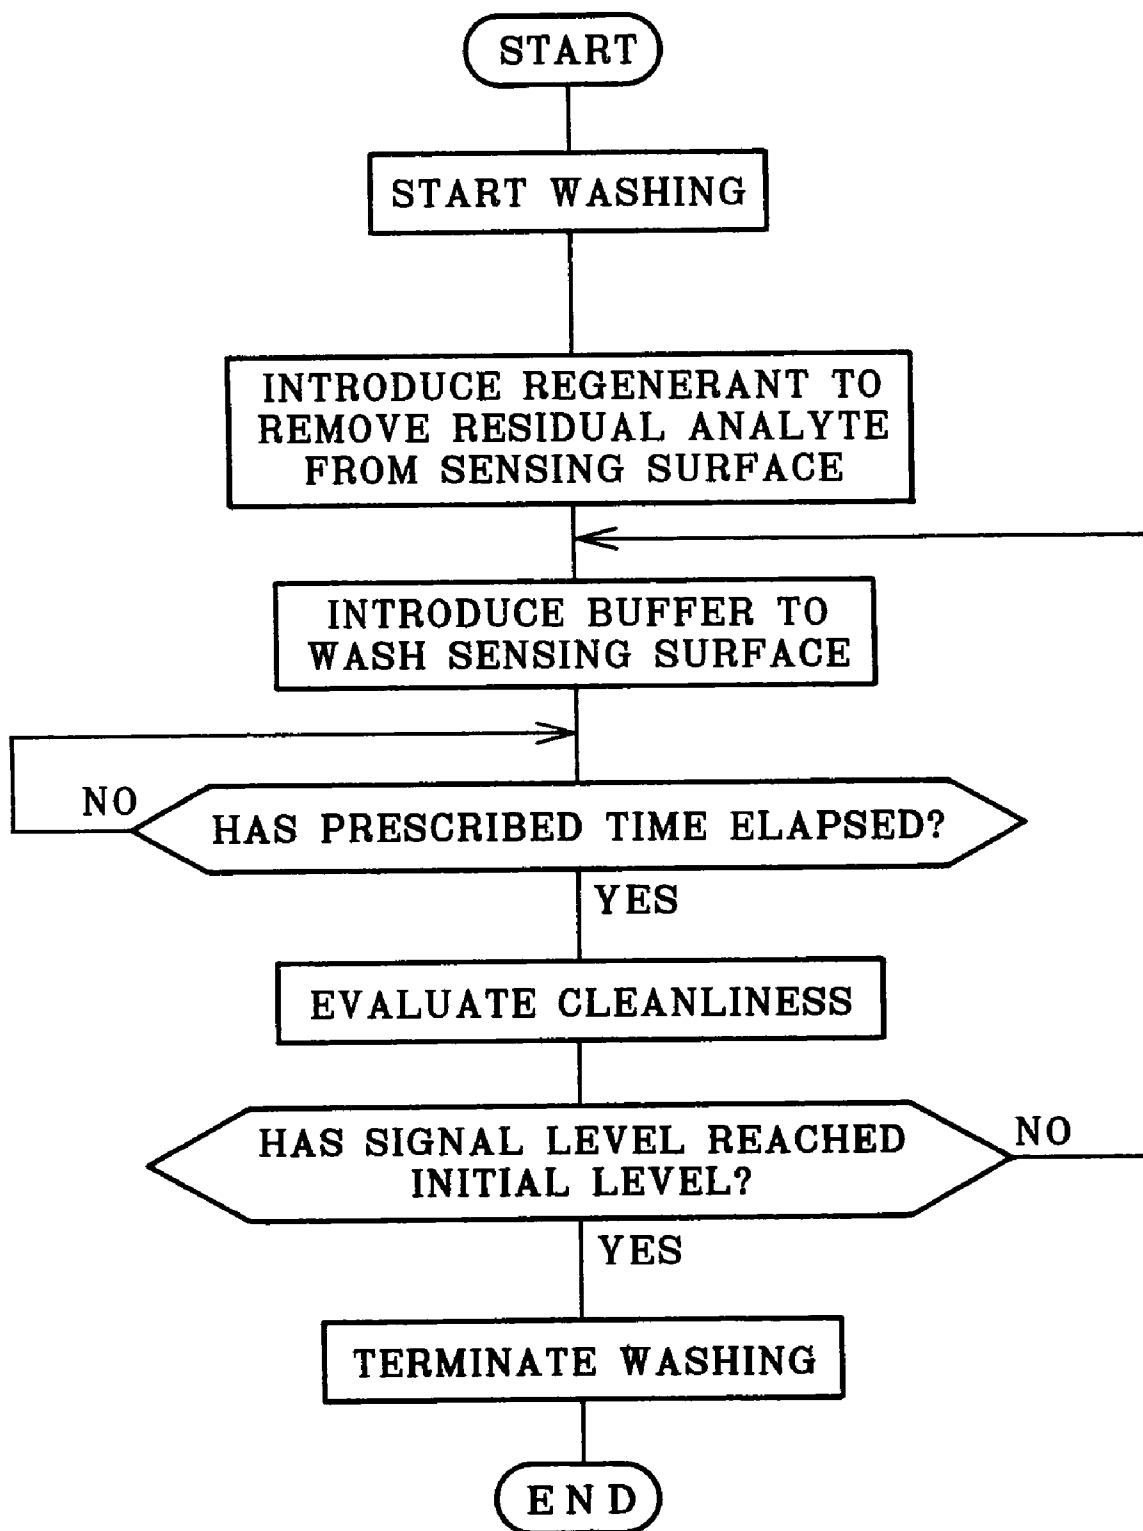 START
START WASHING
INTRODUCE REGENERANT TO
REMOVE RESIDUAL ANALYTE
FROM SENSING SURFACE
INTRODUCE BUFFER TO
WASH SENSING SURFACE
NO
HAS PRESCRIBED TIME ELAPSED?
YES
EVALUATE CLEANLINESS
HAS SIGNAL LEVEL REACHED
INITIAL LEVEL?
NO
YES
TERMINATE WASHING
END